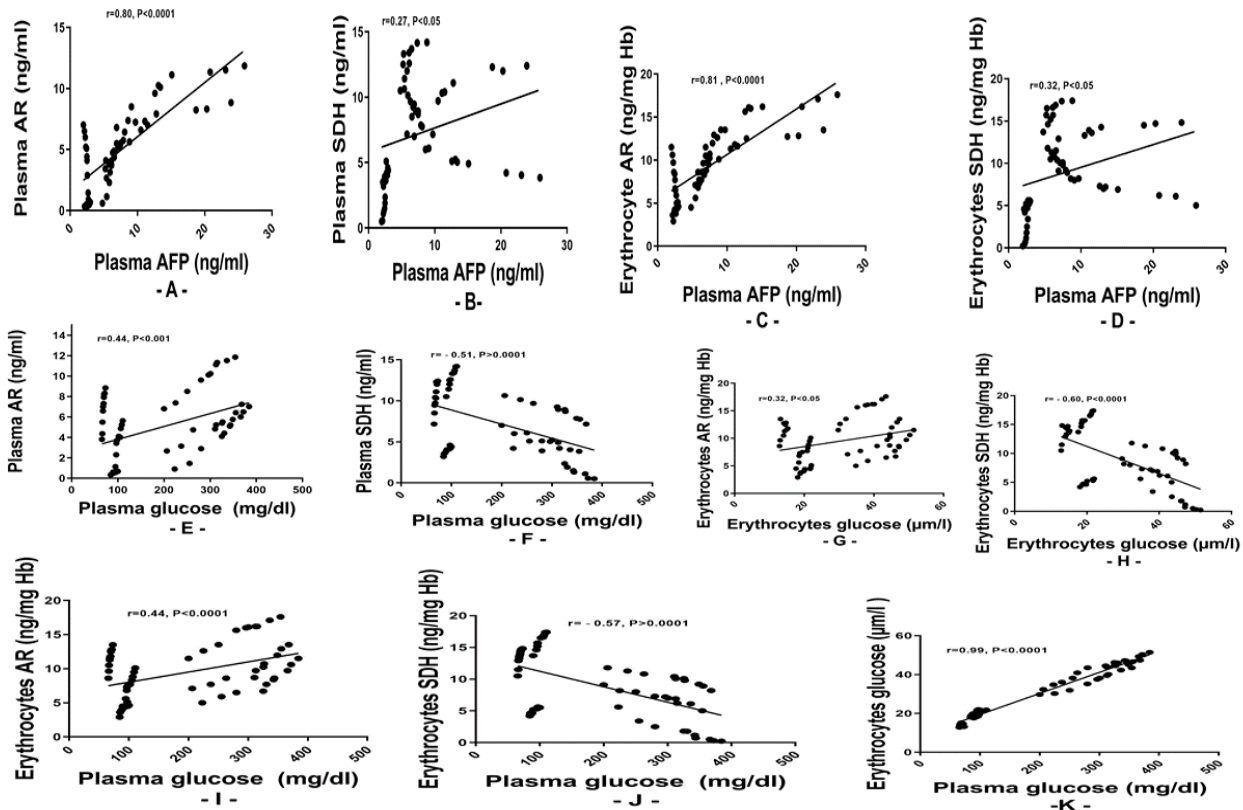 r=0.80, P<0.0001
Plasma AR (ng/ml)
15
10
5
0
0
10
20
30
Plasma AFP (ng/ml)
- A -
r=0.27, P<0.05
Plasma SDH (ng/ml)
15
10
5
0
0
10
20
30
Plasma AFP (ng/ml)
- B-
r=0.81 , P<0.0001
Erythrocyte AR (ng/mg Hb)
20
15
10
5
0
0
10
20
30
Plasma AFP (ng/ml)
- C -
r=0.32, P<0.05
Erythrocytes SDH (ng/mg Hb)
20
15
10
5
0
0
10
20
30
Plasma AFP (ng/ml)
- D -
r=0.44, P<0.001
Plasma AR (ng/ml)
14
12
10
8
6
4
2
0
0
100
200
300
400
500
Plasma glucose (mg/dl)
- E -
r= - 0.51, P>0.0001
Plasma SDH (ng/ml)
15
10
5
0
0
100
200
300
400
500
Plasma glucose (mg/dl)
- F -
r=0.32, P<0.05
Erythrocytes AR (ng/mg Hb)
20
15
10
5
0
0
20
40
60
Erythrocytes glucose (µm/l)
- G -
r= - 0.60, P<0.0001
Erythrocytes SDH (ng/mg Hb)
20
15
10
5
0
0
20
40
60
Erythrocytes glucose (µm/l)
- H -
r=0.44, P<0.0001
Erythrocytes AR (ng/mg Hb)
20
15
10
5
0
0
100
200
300
400
500
Plasma glucose (mg/dl)
- I -
r= - 0.57, P>0.0001
Erythrocytes SDH (ng/mg Hb)
20
15
10
5
0
0
100
200
300
400
500
Plasma glucose (mg/dl)
- J -
r=0.99, P<0.0001
Erythrocytes glucose (µm/l )
60
40
20
0
0
100
200
300
400
500
Plasma glucose (mg/dl)
-K -